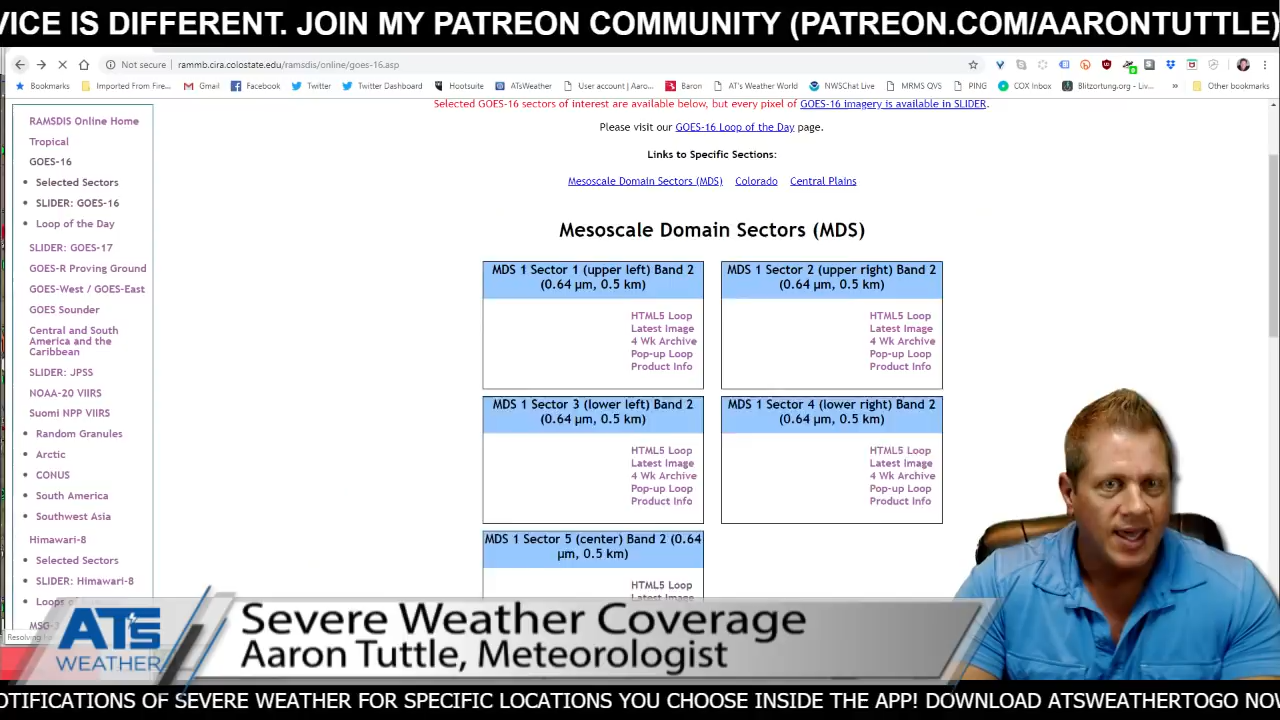 VICE IS DIFFERENT. JOIN MY PATREON COMMUNITY (PATREON.COM/AARONTUTTLE)
Not secure
rammb.cira.colostate.edu/ramsdis/online/goes-16.asp
Bookmarks
Imported From Fire...
Gmail
Facebook
Twitter
Twitter Dashboard
Hootsuite
ATsWeather
User account | Aaro...
Baron
AT's Weather World
NWSChat Live
MRMS QVS
PING
COX Inbox
Blitzortung.org - Liv...
»
Other bookmarks
RAMSDIS Online Home
Tropical
GOES-16
• Selected Sectors
• SLIDER: GOES-16
• Loop of the Day
SLIDER: GOES-17
GOES-R Proving Ground
GOES-West / GOES-East
GOES Sounder
Central and South
America and the
Caribbean
SLIDER: JPSS
NOAA-20 VIIRS
Suomi NPP VIIRS
• Random Granules
• Arctic
• CONUS
• South America
• Southwest Asia
Himawari-8
• Selected Sectors
• SLIDER: Himawari-8
• Loops
MSG-3
Selected GOES-16 sectors of interest are available below, but every pixel of GOES-16 imagery is available in SLIDER.
Please visit our GOES-16 Loop of the Day page.
Links to Specific Sections:
Mesoscale Domain Sectors (MDS) Colorado Central Plains
Mesoscale Domain Sectors (MDS)
MDS 1 Sector 1 (upper left) Band 2
(0.64 µm, 0.5 km)
HTML5 Loop
Latest Image
4 Wk Archive
Pop-up Loop
Product Info
MDS 1 Sector 2 (upper right) Band 2
(0.64 µm, 0.5 km)
HTML5 Loop
Latest Image
4 Wk Archive
Pop-up Loop
Product Info
MDS 1 Sector 3 (lower left) Band 2
(0.64 µm, 0.5 km)
HTML5 Loop
Latest Image
4 Wk Archive
Pop-up Loop
Product Info
MDS 1 Sector 4 (lower right) Band 2
(0.64 µm, 0.5 km)
HTML5 Loop
Latest Image
4 Wk Archive
Pop-up Loop
Product Info
MDS 1 Sector 5 (center) Band 2 (0.64
µm, 0.5 km)
HTML5 Loop
Latest Image
Resolving
ATs
WEATHER
Severe Weather Coverage
Aaron Tuttle, Meteorologist
OTIFICATIONS OF SEVERE WEATHER FOR SPECIFIC LOCATIONS YOU CHOOSE INSIDE THE APP! DOWNLOAD ATSWEATHERTOGO NOW